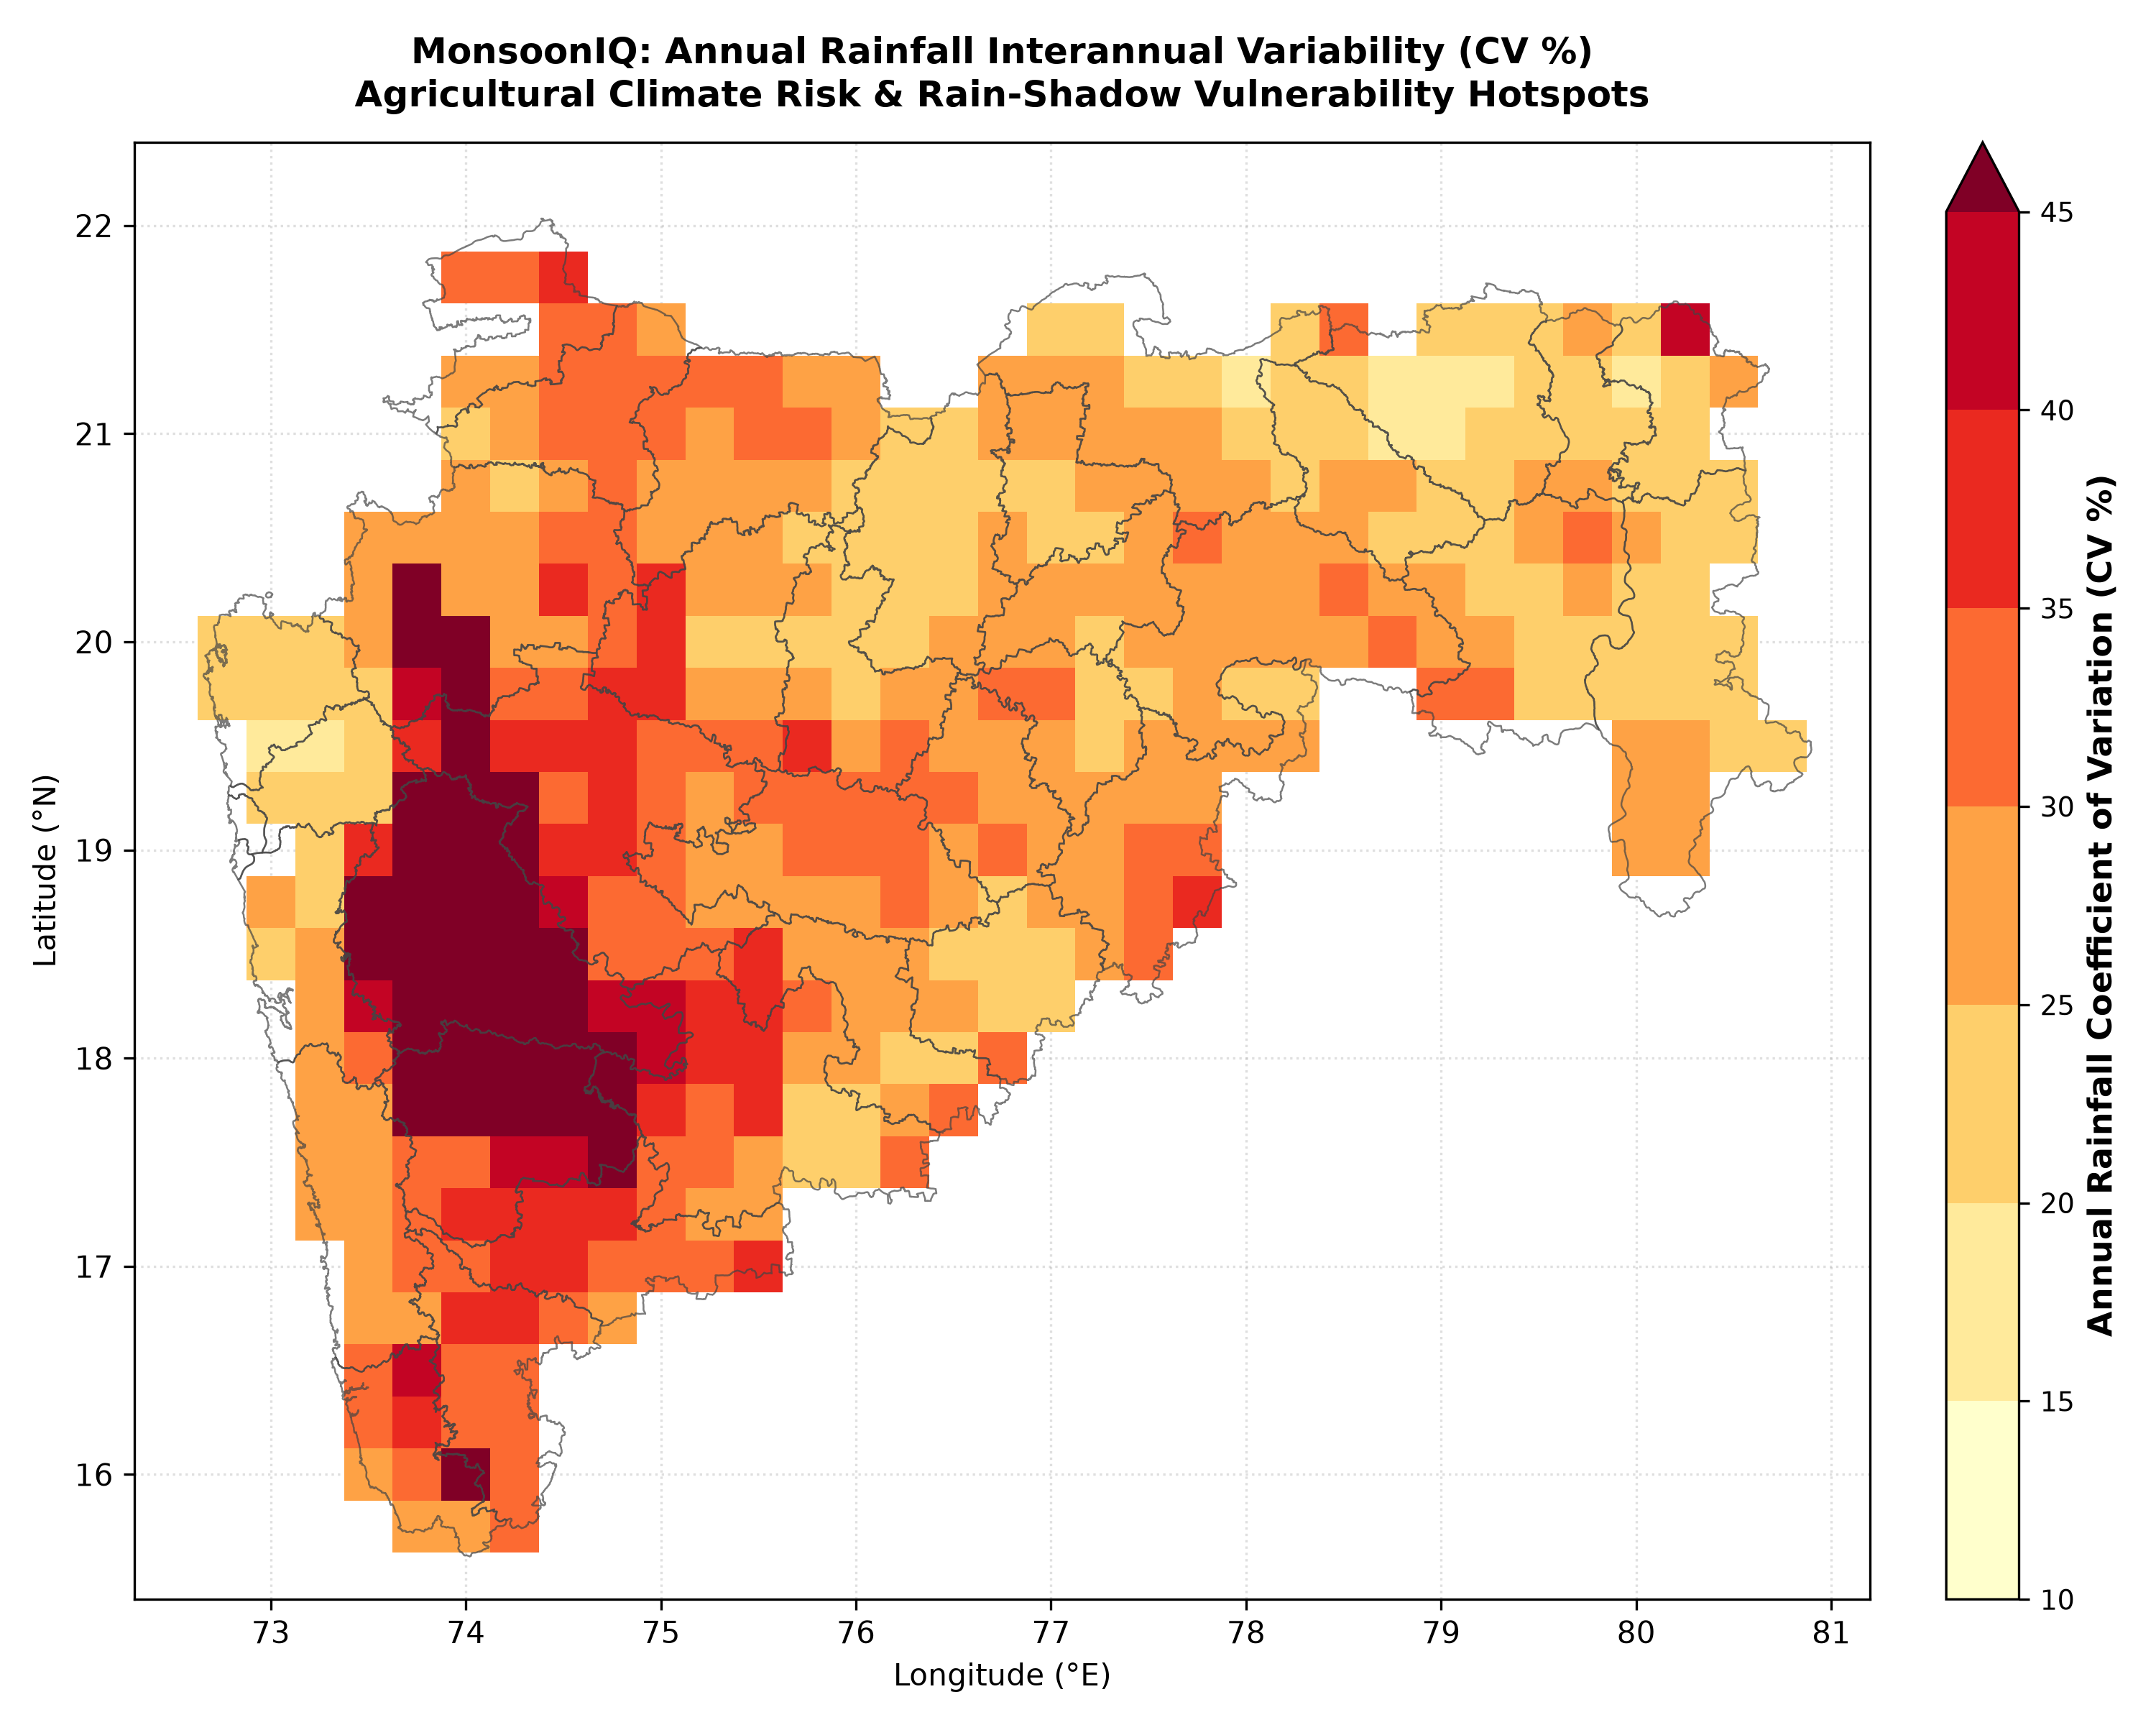 MonsoonIQ: Annual Rainfall Interannual Variability (CV %)
Agricultural Climate Risk & Rain-Shadow Vulnerability Hotspots
22
21
20
19
18
17
16
Latitude (°N)
73 74 75 76 77 78 79 80 81
Longitude (°E)
45
40
35
30
25
20
15
10
Annual Rainfall Coefficient of Variation (CV %)